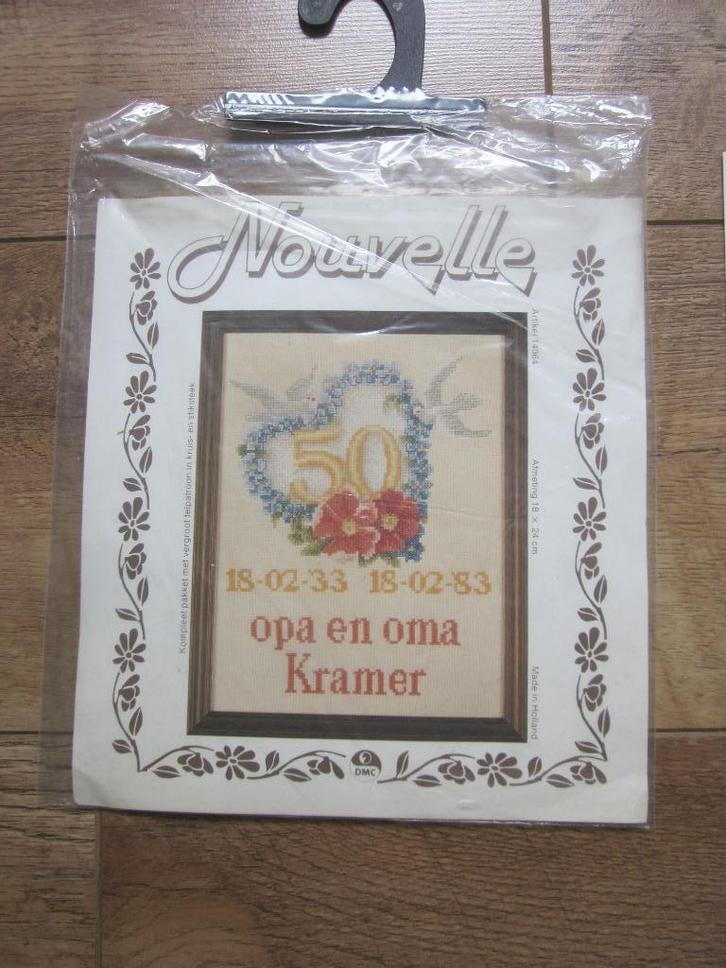 Nouvelle
Artikel 14064
Afmeting 18 × 24 cm
Made in Holland
Kompleet pakket met vergroot telpatroon in kruis- en stiksteek
50
18-02-33 18-02-83
opa en oma
Kramer
DMC